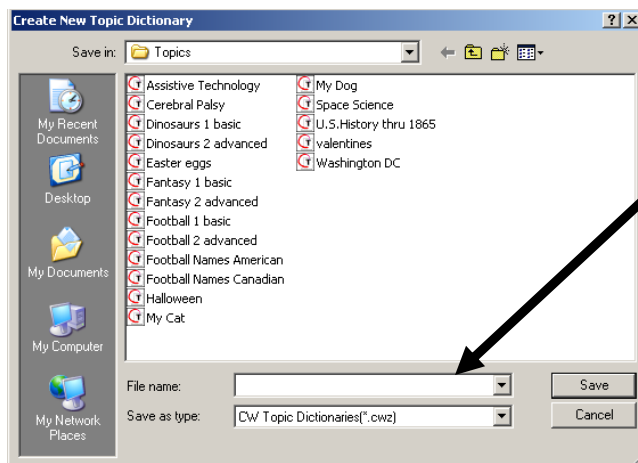 Create New Topic Dictionary
Save in: Topics
My Recent Documents
Desktop
My Documents
My Computer
My Network Places
Assistive Technology
Cerebral Palsy
Dinosaurs 1 basic
Dinosaurs 2 advanced
Easter eggs
Fantasy 1 basic
Fantasy 2 advanced
Football 1 basic
Football 2 advanced
Football Names American
Football Names Canadian
Halloween
My Cat
My Dog
Space Science
U.S.History thru 1865
valentines
Washington DC
File name:
Save
Save as type: CW Topic Dictionaries(*.cwz)
Cancel